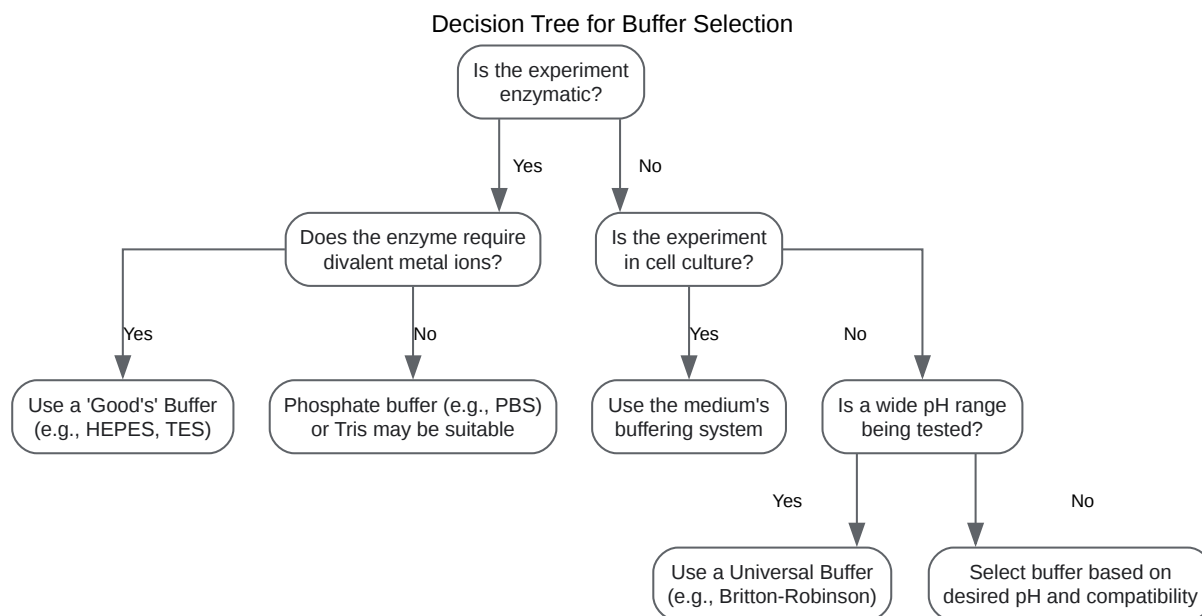 Decision Tree for Buffer Selection
Is the experiment
enzymatic?
Yes
No
Does the enzyme require
divalent metal ions?
Is the experiment
in cell culture?
Yes
No
Yes
No
Use a 'Good's' Buffer
(e.g., HEPES, TES)
Phosphate buffer (e.g., PBS)
or Tris may be suitable
Use the medium's
buffering system
Is a wide pH range
being tested?
Yes
No
Use a Universal Buffer
(e.g., Britton-Robinson)
Select buffer based on
desired pH and compatibility